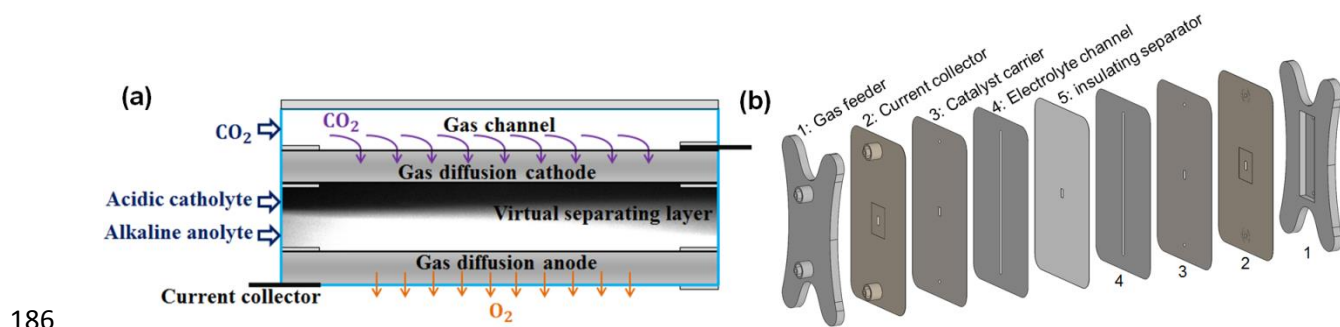 (a)
CO₂
CO₂
Gas channel
Gas diffusion cathode
Acidic catholyte
Virtual separating layer
Alkaline anolyte
Gas diffusion anode
Current collector
O₂
(b)
1: Gas feeder
2: Current collector
3: Catalyst carrier
4: Electrolyte channel
5: insulating separator
4
3
2
1
186